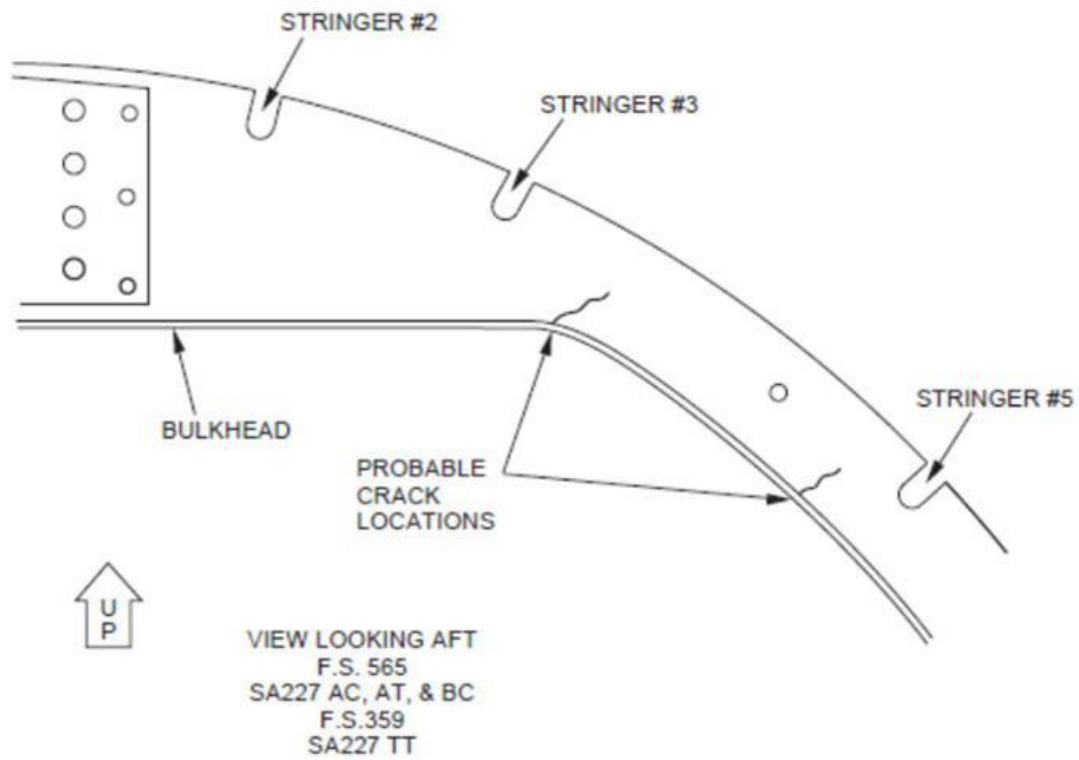 STRINGER #2
STRINGER #3
STRINGER #5
BULKHEAD
PROBABLE
CRACK
LOCATIONS
UP
VIEW LOOKING AFT
F.S. 565
SA227 AC, AT, & BC
F.S.359
SA227 TT